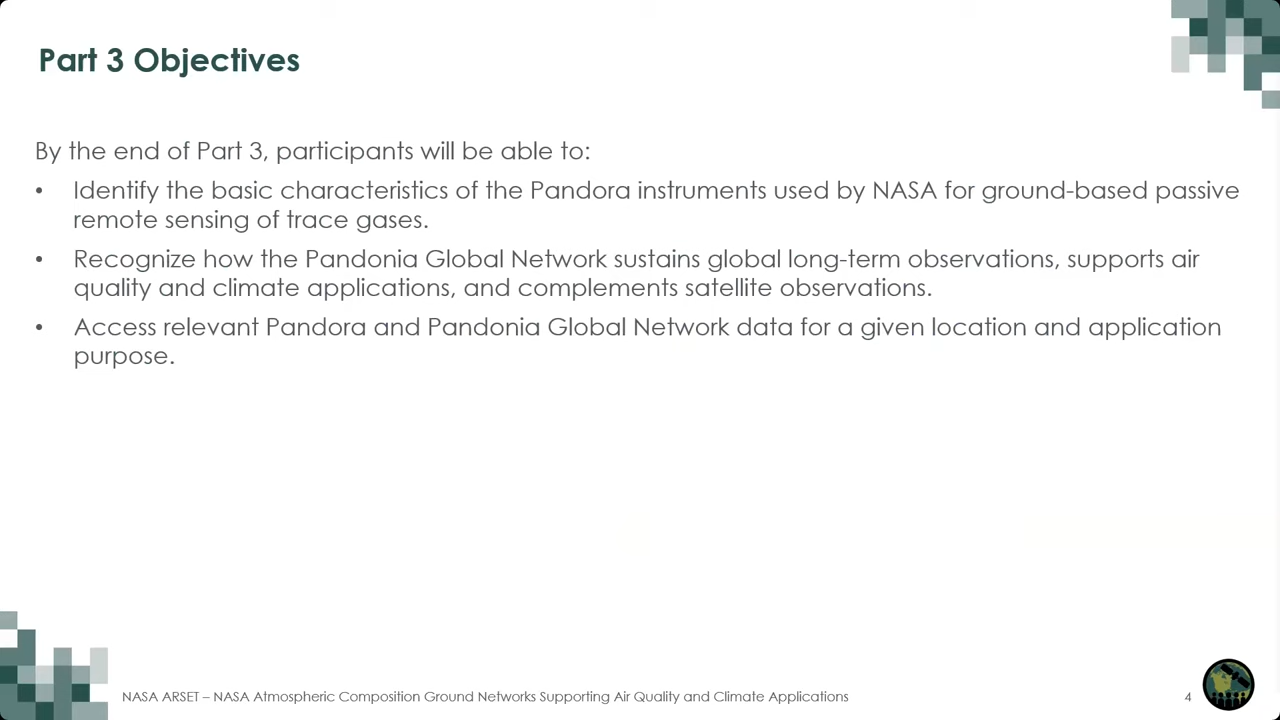 Part 3 Objectives
By the end of Part 3, participants will be able to:
• Identify the basic characteristics of the Pandora instruments used by NASA for ground-based passive
remote sensing of trace gases.
• Recognize how the Pandonia Global Network sustains global long-term observations, supports air
quality and climate applications, and complements satellite observations.
• Access relevant Pandora and Pandonia Global Network data for a given location and application
purpose.
NASA ARSET – NASA Atmospheric Composition Ground Networks Supporting Air Quality and Climate Applications
4